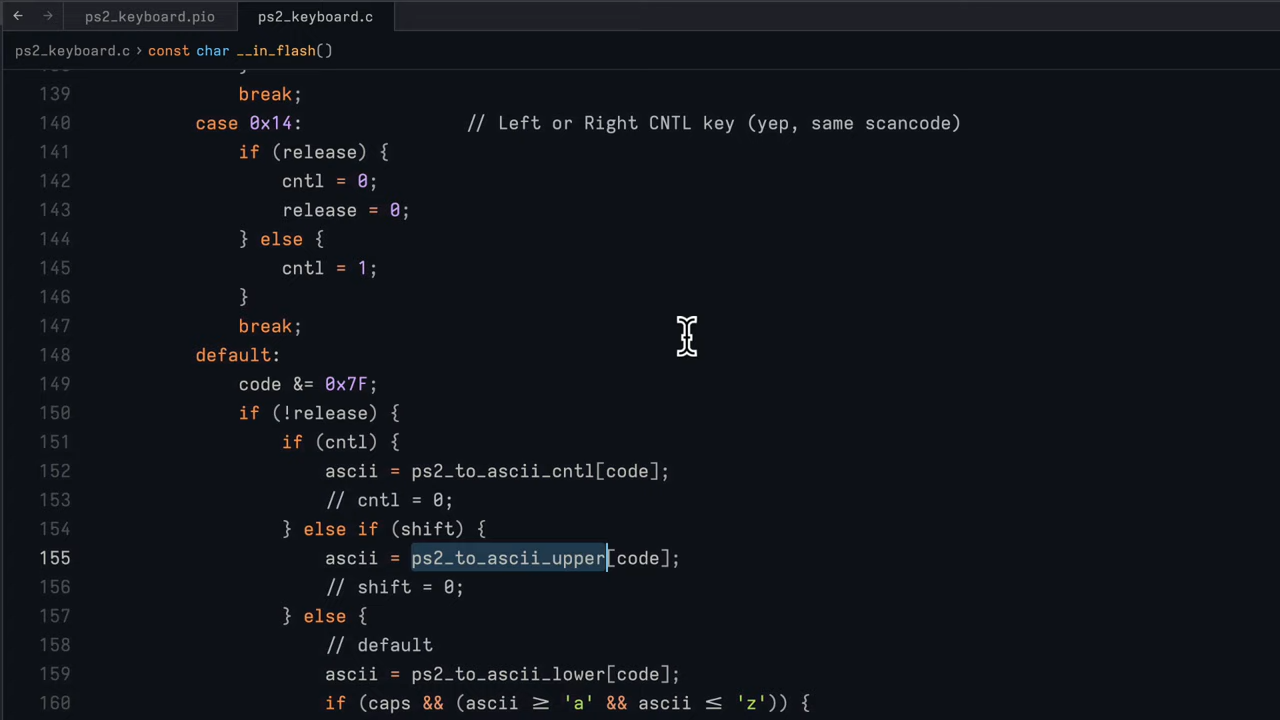 ← → ps2_keyboard.pio ps2_keyboard.c
ps2_keyboard.c › const char __in_flash()
139 break;
140 case 0x14: // Left or Right CNTL key (yep, same scancode)
141 if (release) {
142 cntl = 0;
143 release = 0;
144 } else {
145 cntl = 1;
146 }
147 break;
148 default:
149 code &= 0x7F;
150 if (!release) {
151 if (cntl) {
152 ascii = ps2_to_ascii_cntl[code];
153 // cntl = 0;
154 } else if (shift) {
155 ascii = ps2_to_ascii_upper[code];
156 // shift = 0;
157 } else {
158 // default
159 ascii = ps2_to_ascii_lower[code];
160 if (caps && (ascii ≥ 'a' && ascii ≤ 'z')) {